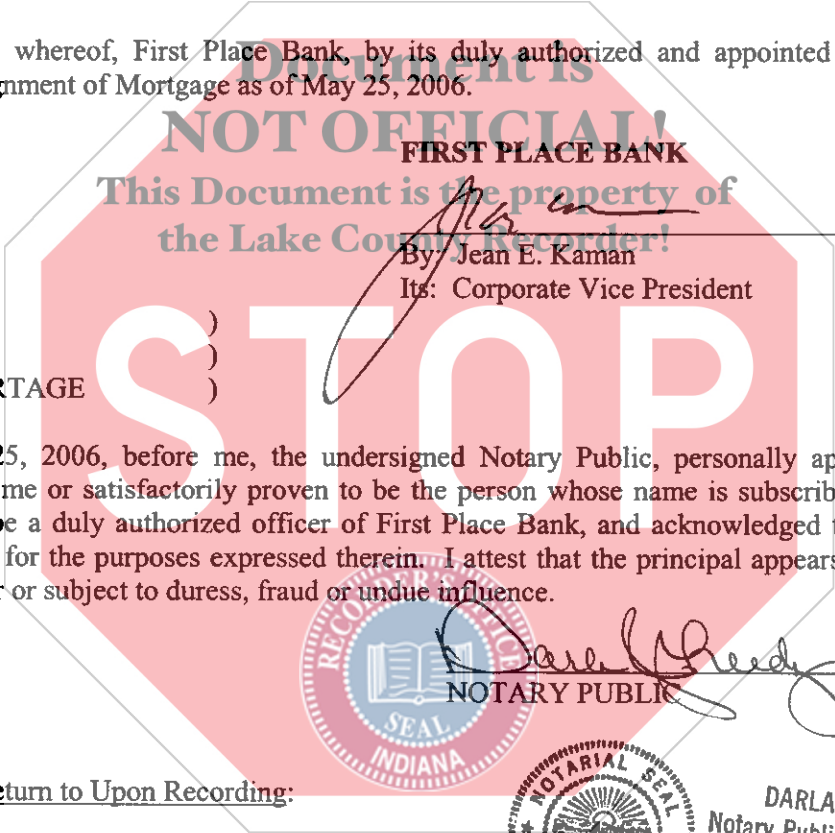 whereof, First Place Bank, by its duly authorized and appointed
nment of Mortgage as of May 25, 2006.
Document is
NOT OFFICIAL!
This Document is the property of
the Lake County Recorder!
FIRST PLACE BANK
By: Jean E. Kaman
Its: Corporate Vice President
)
)
RTAGE )
STOP
25, 2006, before me, the undersigned Notary Public, personally ap
me or satisfactorily proven to be the person whose name is subscrib
be a duly authorized officer of First Place Bank, and acknowledged t
for the purposes expressed therein. I attest that the principal appears
r or subject to duress, fraud or undue influence.
NOTARY PUBLIC
RECORDER'S OFFICE
SEAL
INDIANA
eturn to Upon Recording:
NOTARIAL SEAL
DARLA
Notary Publi